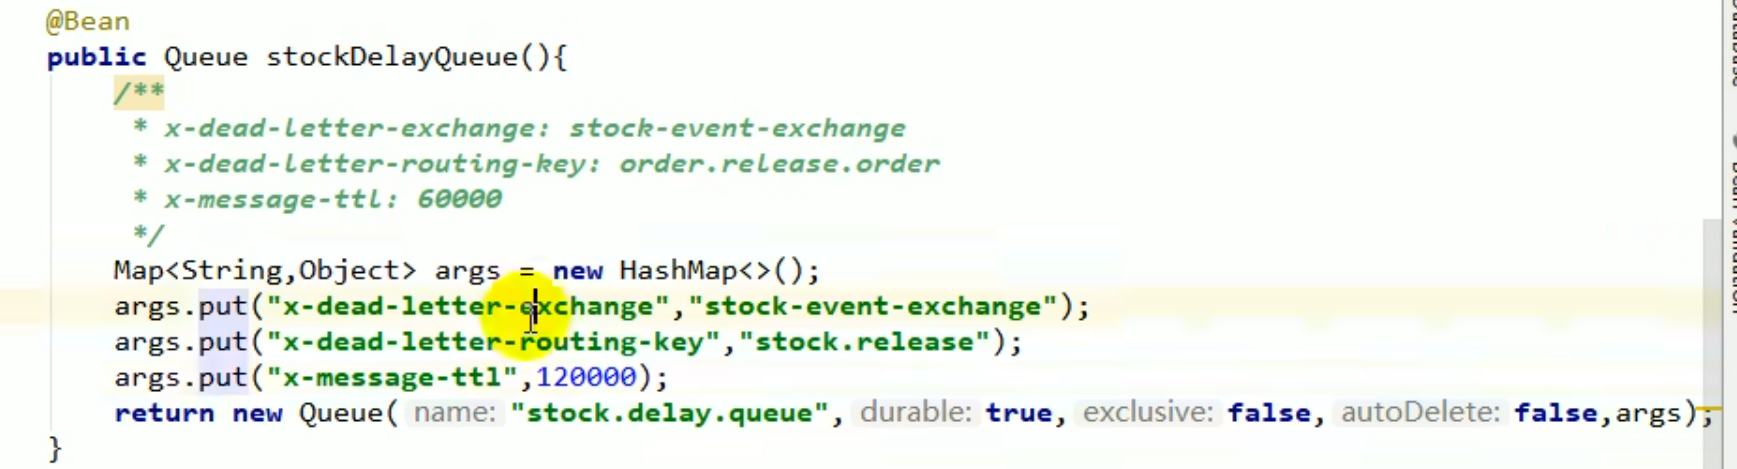 @Bean
public Queue stockDelayQueue(){
/**
* x-dead-letter-exchange: stock-event-exchange
* x-dead-letter-routing-key: order.release.order
* x-message-ttl: 60000
*/
Map<String,Object> args = new HashMap<>();
args.put("x-dead-letter-exchange","stock-event-exchange");
args.put("x-dead-letter-routing-key","stock.release");
args.put("x-message-ttl",120000);
return new Queue( name: "stock.delay.queue", durable: true, exclusive: false, autoDelete: false,args);
}